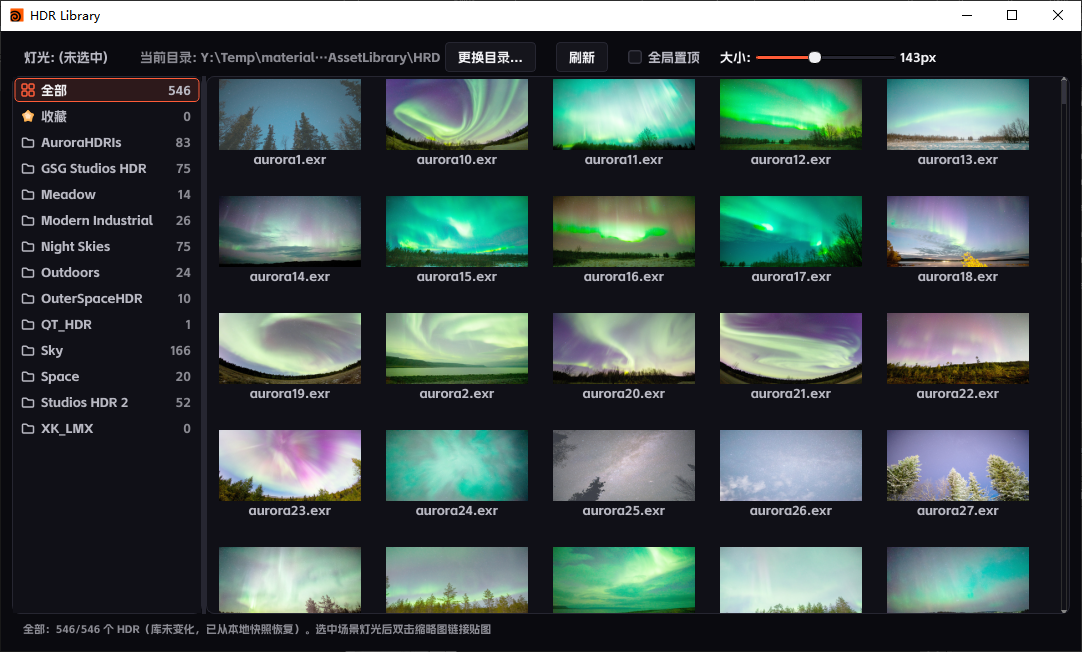 HDR Library
灯光: (未选中) 当前目录: Y:\Temp\material···AssetLibrary\HRD 更换目录... 刷新 全局置顶 大小: 143px
全部 546
收藏 0
AuroraHDRIs 83
GSG Studios HDR 75
Meadow 14
Modern Industrial 26
Night Skies 75
Outdoors 24
OuterSpaceHDR 10
QT_HDR 1
Sky 166
Space 20
Studios HDR 2 52
XK_LMX 0
aurora1.exr aurora10.exr aurora11.exr aurora12.exr aurora13.exr
aurora14.exr aurora15.exr aurora16.exr aurora17.exr aurora18.exr
aurora19.exr aurora2.exr aurora20.exr aurora21.exr aurora22.exr
aurora23.exr aurora24.exr aurora25.exr aurora26.exr aurora27.exr
全部: 546/546 个 HDR（库未变化，已从本地快照恢复）。选中场景灯光后双击缩略图链接贴图